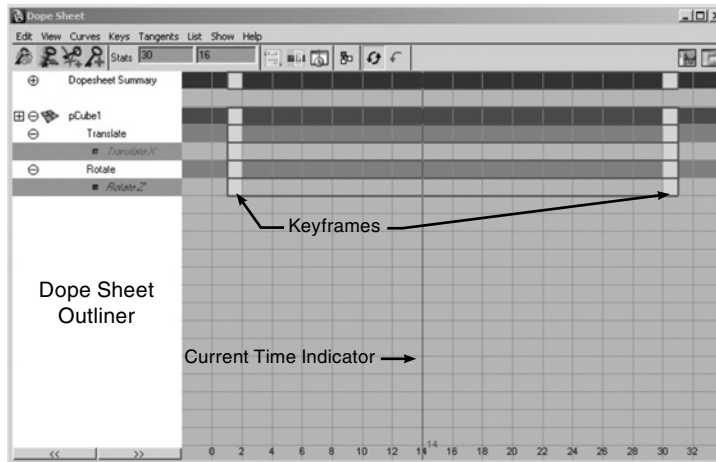 Dope Sheet
Edit View Curves Keys Tangents List Show Help
Stats 30 16
Dopesheet Summary
pCube1
Translate
TranslateX
Rotate
RotateZ
Keyframes
Dope Sheet
Outliner
Current Time Indicator
14
<< >> 0 2 4 6 8 10 12 14 16 18 20 22 24 26 28 30 32